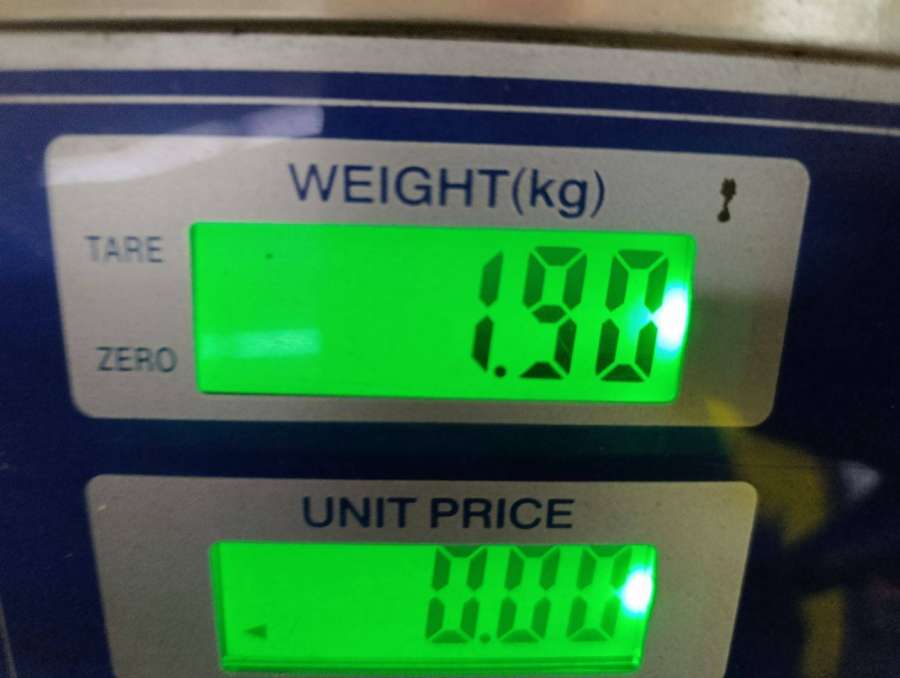 WEIGHT(kg)
TARE
1.90
ZERO
UNIT PRICE
0.00